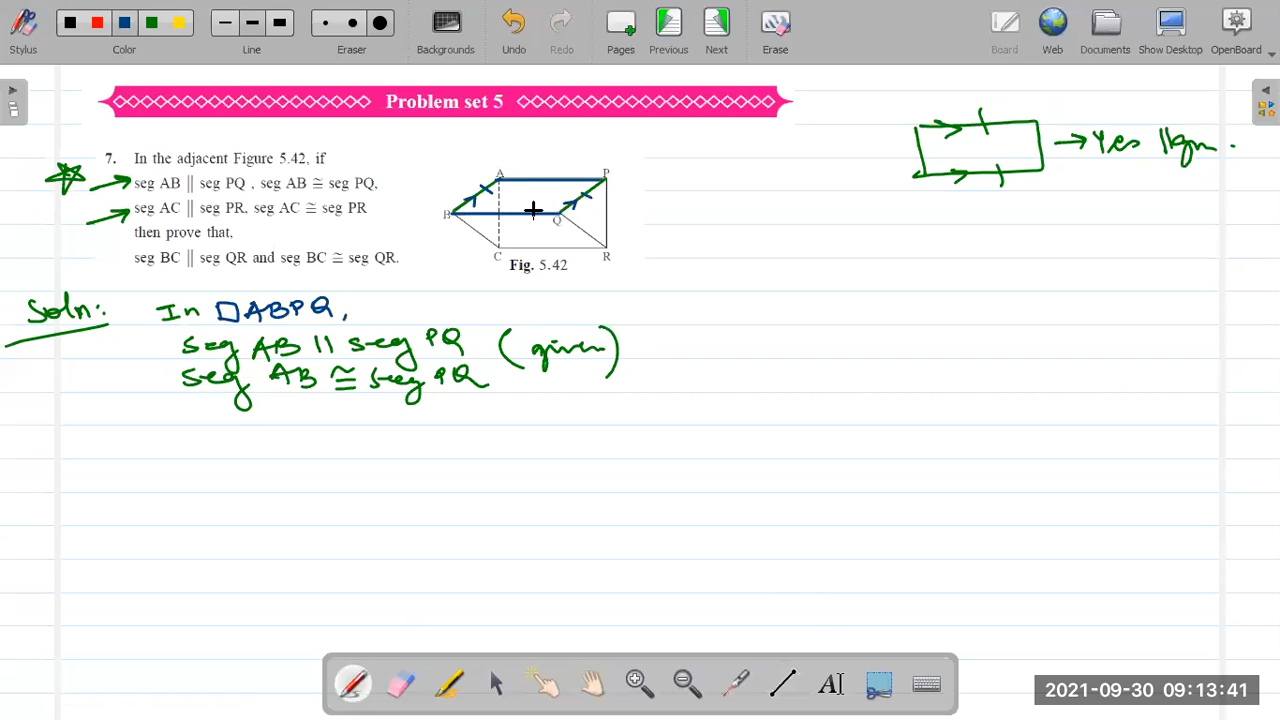 Stylus Color Line Eraser Backgrounds Undo Redo Pages Previous Next Erase Board Web Documents Show Desktop OpenBoard
Problem set 5
7. In the adjacent Figure 5.42, if
seg AB || seg PQ , seg AB ≅ seg PQ,
seg AC || seg PR, seg AC ≅ seg PR
then prove that,
seg BC || seg QR and seg BC ≅ seg QR.
A P
B Q
C R
Fig. 5.42
→ Yes ||gm.
Soln: In □ABPQ,
seg AB || seg PQ (given)
seg AB ≅ seg PQ
2021-09-30 09:13:41